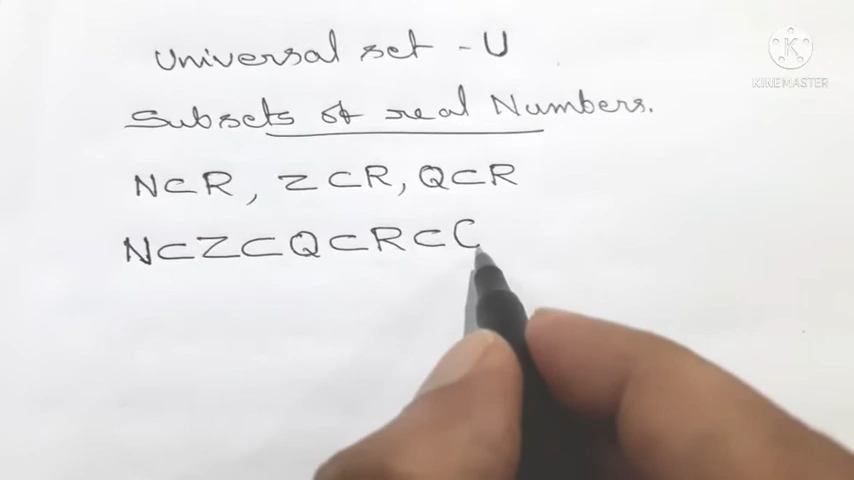 Universal set - U
K
KINEMASTER
Subsets of real Numbers.
N⊂R, Z⊂R, Q⊂R
N⊂Z⊂Q⊂R⊂C